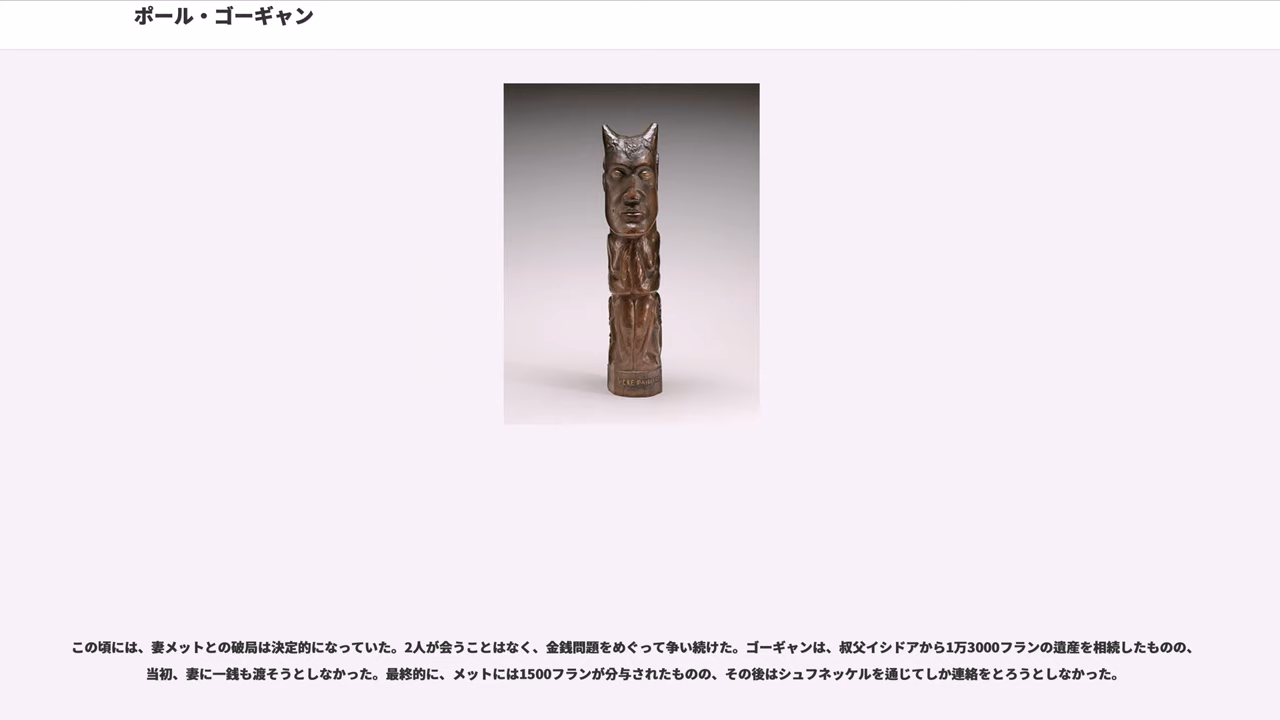 ポール・ゴーギャン
この頃には、妻メットとの破局は決定的になっていた。2人が会うことはなく、金銭問題をめぐって争い続けた。ゴーギャンは、叔父イシドアから1万3000フランの遺産を相続したものの、
当初、妻に一銭も渡そうとしなかった。最終的に、メットには1500フランが分与されたものの、その後はシュフネッケルを通じてしか連絡をとろうとしなかった。